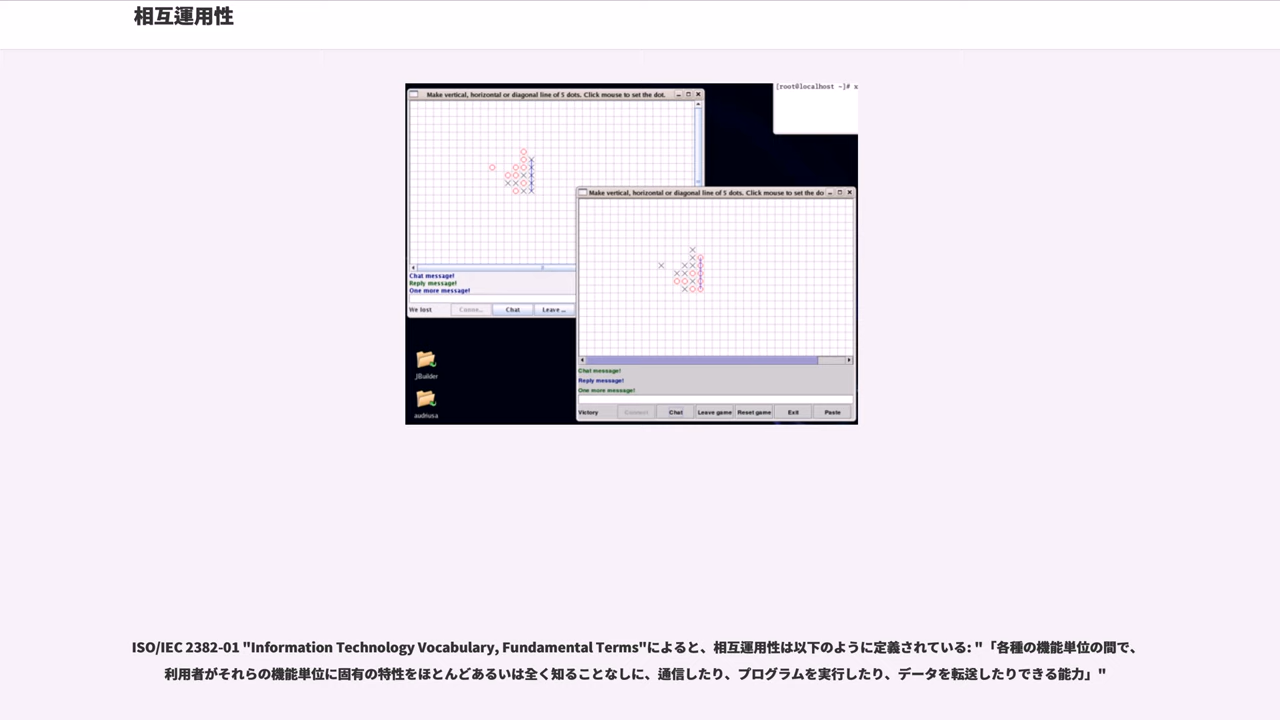 相互運用性
[root@localhost ~]# x
Make vertical, horizontal or diagonal line of 5 dots. Click mouse to set the dot.
Chat message!
Reply message!
One more message!
We lost
Conne...
Chat
Leave ...
Make vertical, horizontal or diagonal line of 5 dots. Click mouse to set the do
Chat message!
Reply message!
One more message!
Victory
Connect
Chat
Leave game
Reset game
Exit
Paste
JBuilder
audriusa
ISO/IEC 2382-01 "Information Technology Vocabulary, Fundamental Terms"によると、相互運用性は以下のように定義されている: "「各種の機能単位の間で、
利用者がそれらの機能単位に固有の特性をほとんどあるいは全く知ることなしに、通信したり、プログラムを実行したり、データを転送したりできる能力」"